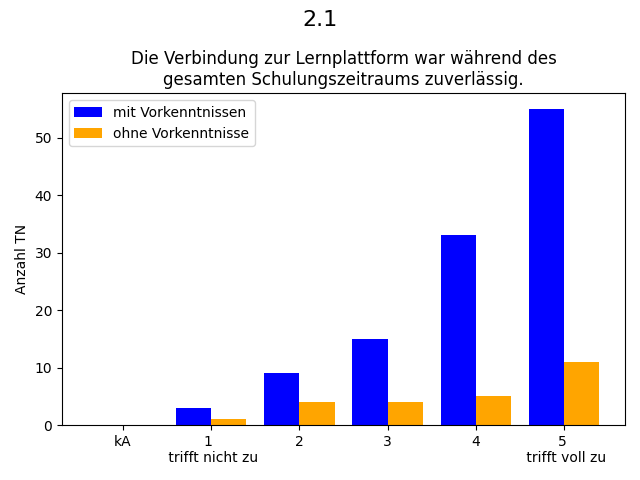 2.1
Die Verbindung zur Lernplattform war während des
gesamten Schulungszeitraums zuverlässig.
mit Vorkenntnissen
ohne Vorkenntnisse
Anzahl TN
50
40
30
20
10
0
kA 1 2 3 4 5
trifft nicht zu trifft voll zu